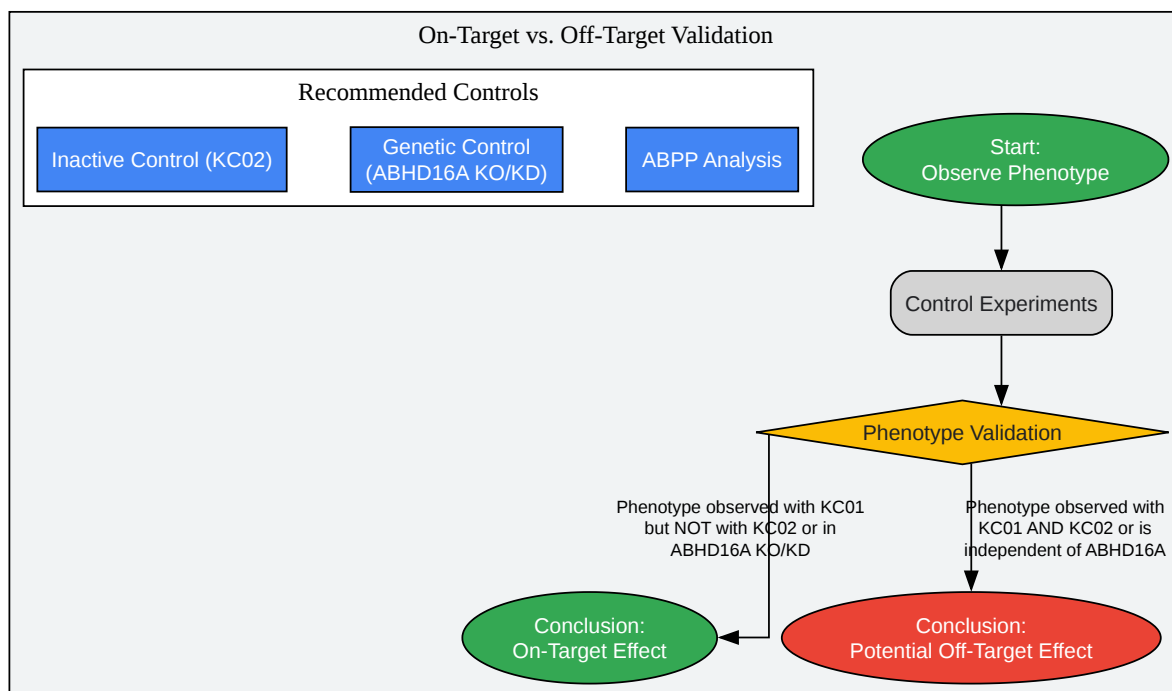 On-Target vs. Off-Target Validation
Recommended Controls
Inactive Control (KC02)
Genetic Control
(ABHD16A KO/KD)
ABPP Analysis
Start:
Observe Phenotype
Control Experiments
Phenotype Validation
Phenotype observed with KC01
but NOT with KC02 or in
ABHD16A KO/KD
Phenotype observed with
KC01 AND KC02 or is
independent of ABHD16A
Conclusion:
On-Target Effect
Conclusion:
Potential Off-Target Effect